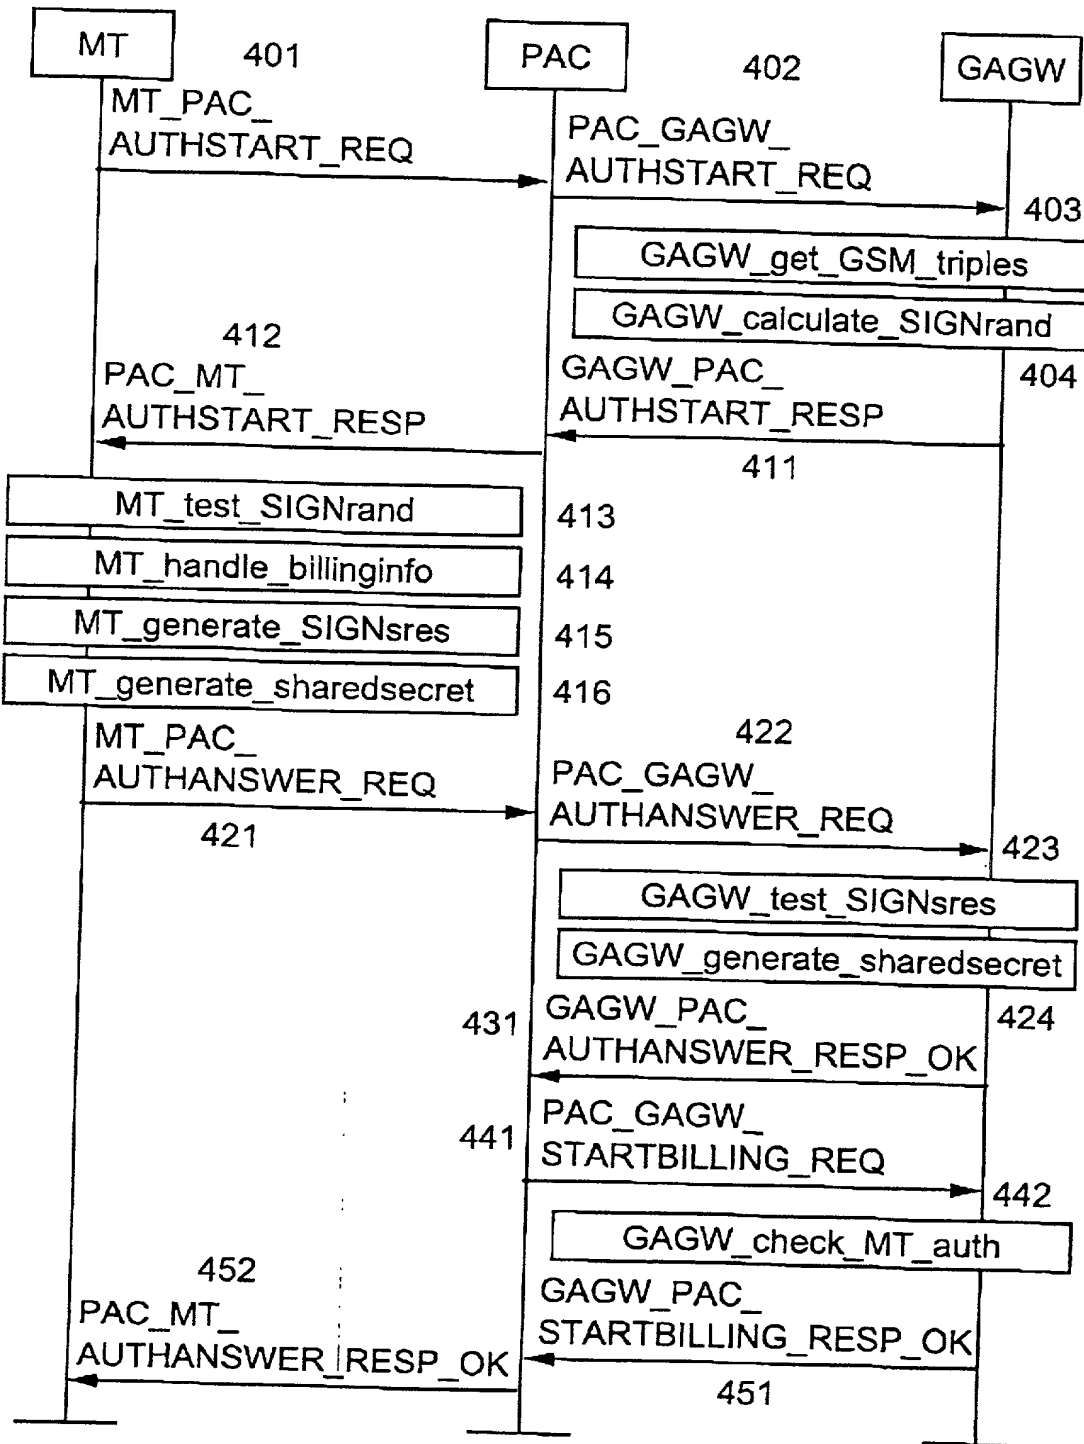 MT
401
PAC
402
GAGW
MT_PAC_
AUTHSTART_REQ
PAC_GAGW_
AUTHSTART_REQ
403
GAGW_get_GSM_triples
GAGW_calculate_SIGNrand
404
412
PAC_MT_
AUTHSTART_RESP
GAGW_PAC_
AUTHSTART_RESP
411
MT_test_SIGNrand
413
MT_handle_billinginfo
414
MT_generate_SIGNsres
415
MT_generate_sharedsecret
416
MT_PAC_
AUTHANSWER_REQ
421
422
PAC_GAGW_
AUTHANSWER_REQ
423
GAGW_test_SIGNsres
GAGW_generate_sharedsecret
424
431
GAGW_PAC_
AUTHANSWER_RESP_OK
441
PAC_GAGW_
STARTBILLING_REQ
442
GAGW_check_MT_auth
452
PAC_MT_
AUTHANSWER_RESP_OK
GAGW_PAC_
STARTBILLING_RESP_OK
451